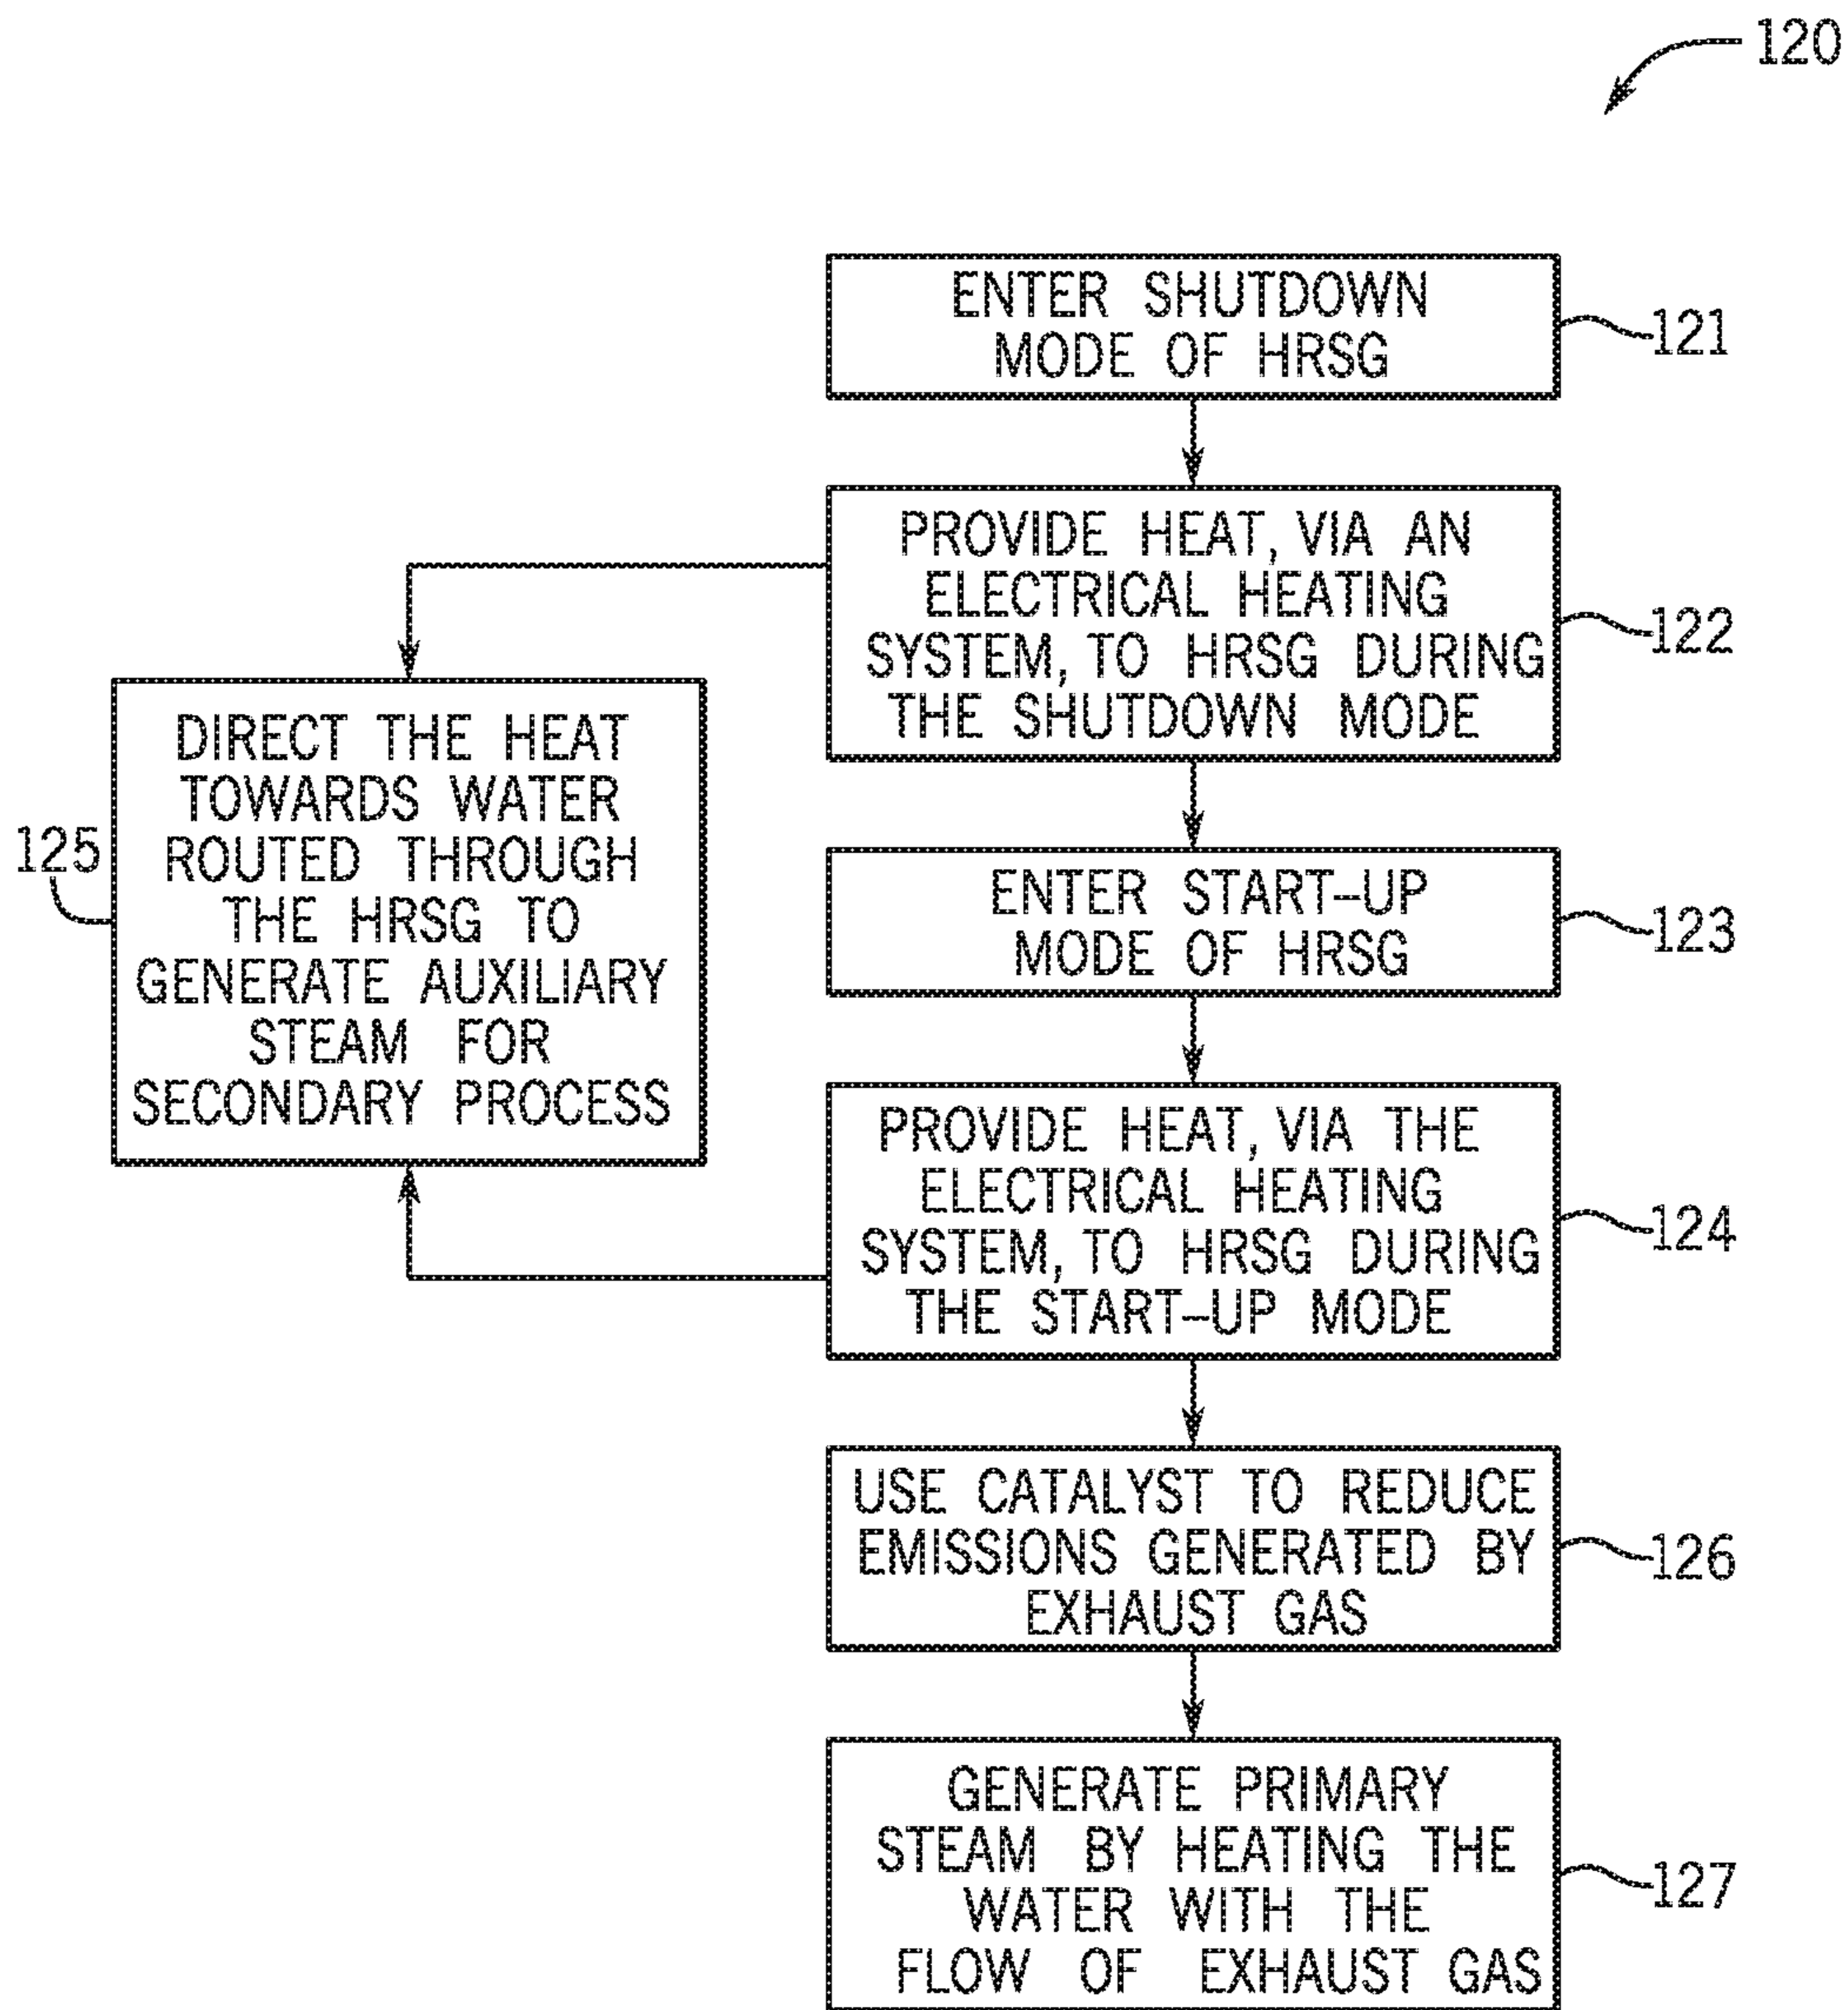 120
ENTER SHUTDOWN
MODE OF HRSG
121
PROVIDE HEAT, VIA AN
ELECTRICAL HEATING
SYSTEM, TO HRSG DURING
THE SHUTDOWN MODE
122
DIRECT THE HEAT
TOWARDS WATER
ROUTED THROUGH
THE HRSG TO
GENERATE AUXILIARY
STEAM FOR
SECONDARY PROCESS
125
ENTER START-UP
MODE OF HRSG
123
PROVIDE HEAT, VIA THE
ELECTRICAL HEATING
SYSTEM, TO HRSG DURING
THE START-UP MODE
124
USE CATALYST TO REDUCE
EMISSIONS GENERATED BY
EXHAUST GAS
126
GENERATE PRIMARY
STEAM BY HEATING THE
WATER WITH THE
FLOW OF EXHAUST GAS
127